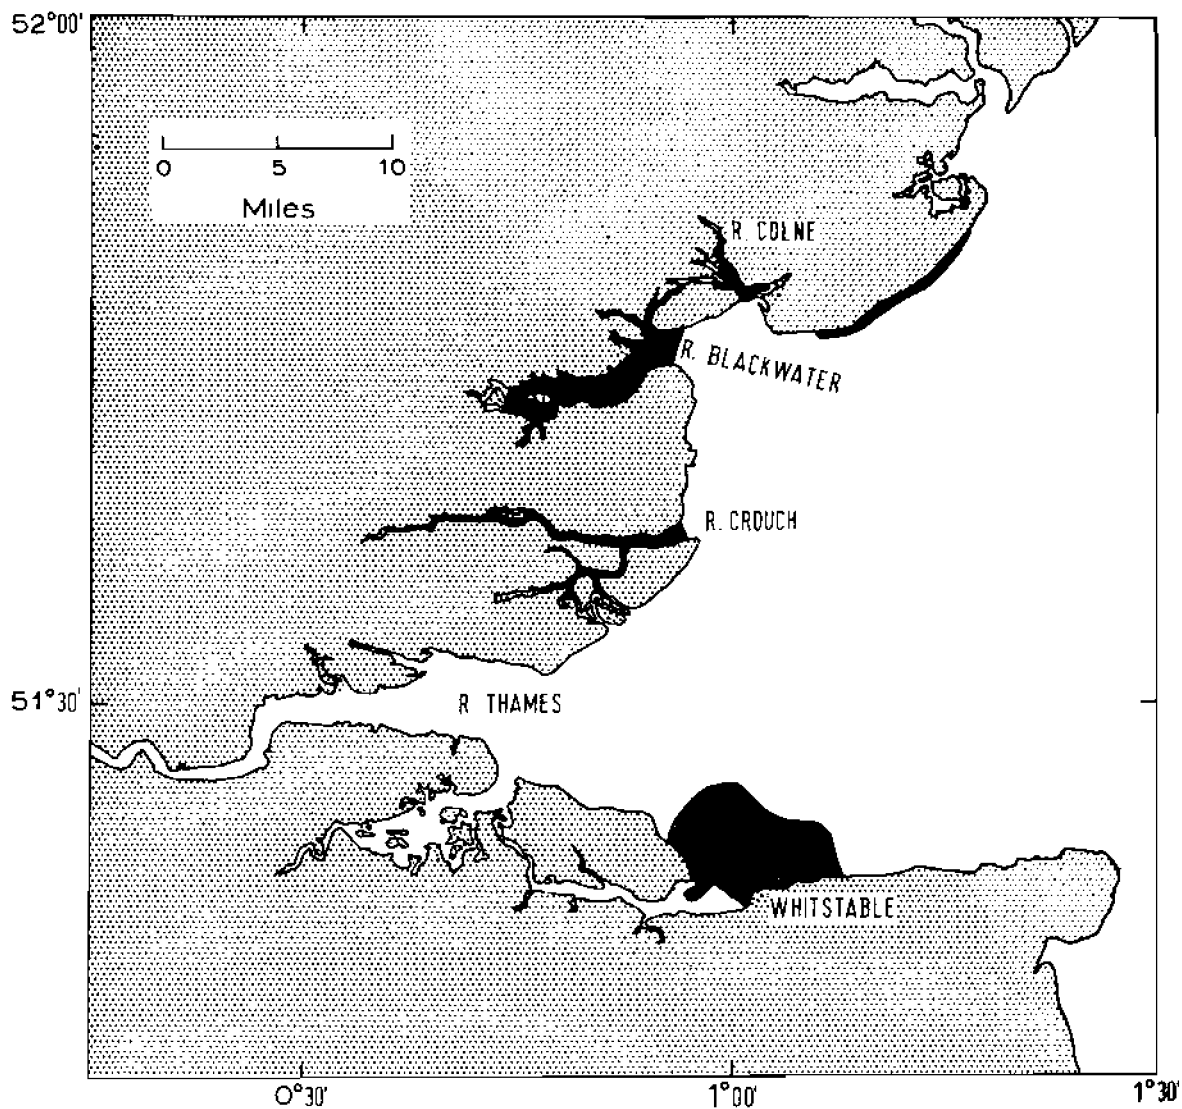 52°00'
0 5 10
Miles
R. COLNE
R. BLACKWATER
R. CROUCH
51°30'
R. THAMES
WHITSTABLE
0°30' 1°00' 1°30'